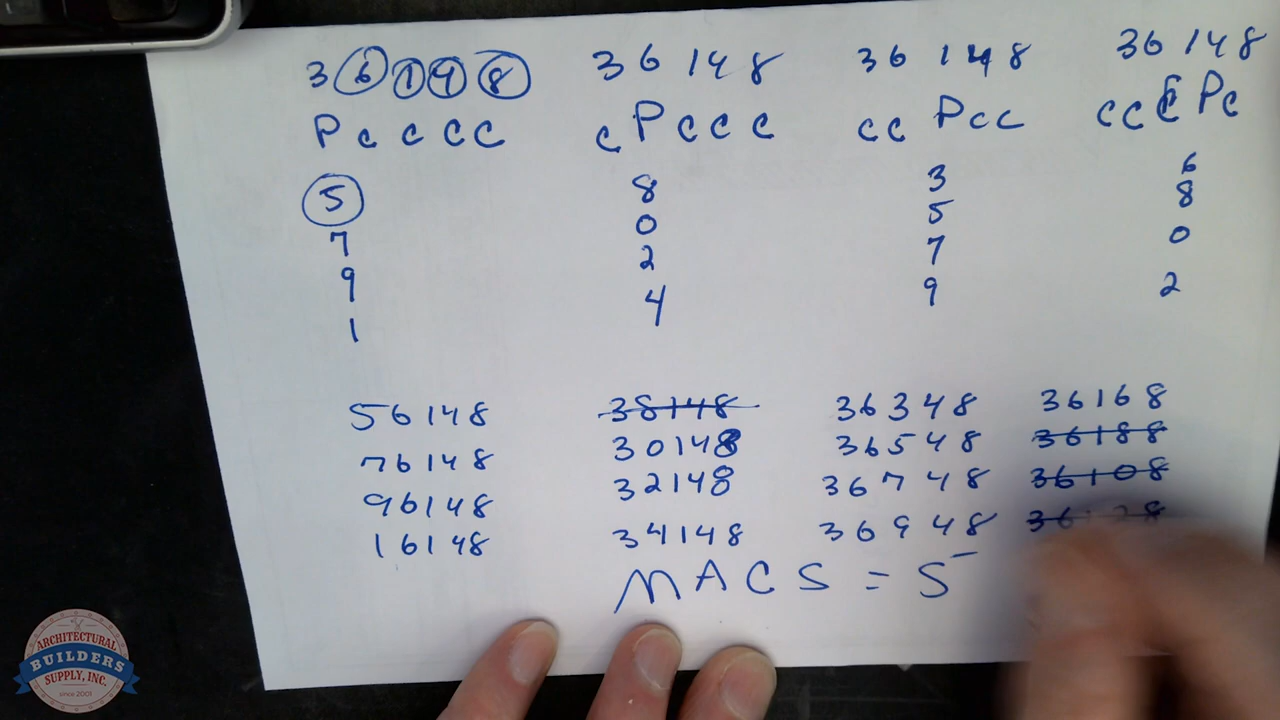 36148 36148 36148 36148
PCCCC CPCCC CCPCC CCCPC
5 8 3 6
7 0 5 8
9 2 7 0
1 4 9 2
56148 38148 36348 36168
76148 30148 36548 36188
96148 32148 36748 36108
16148 34148 36948
MACS = 5
ARCHITECTURAL
BUILDERS
SUPPLY, INC.
since 2001